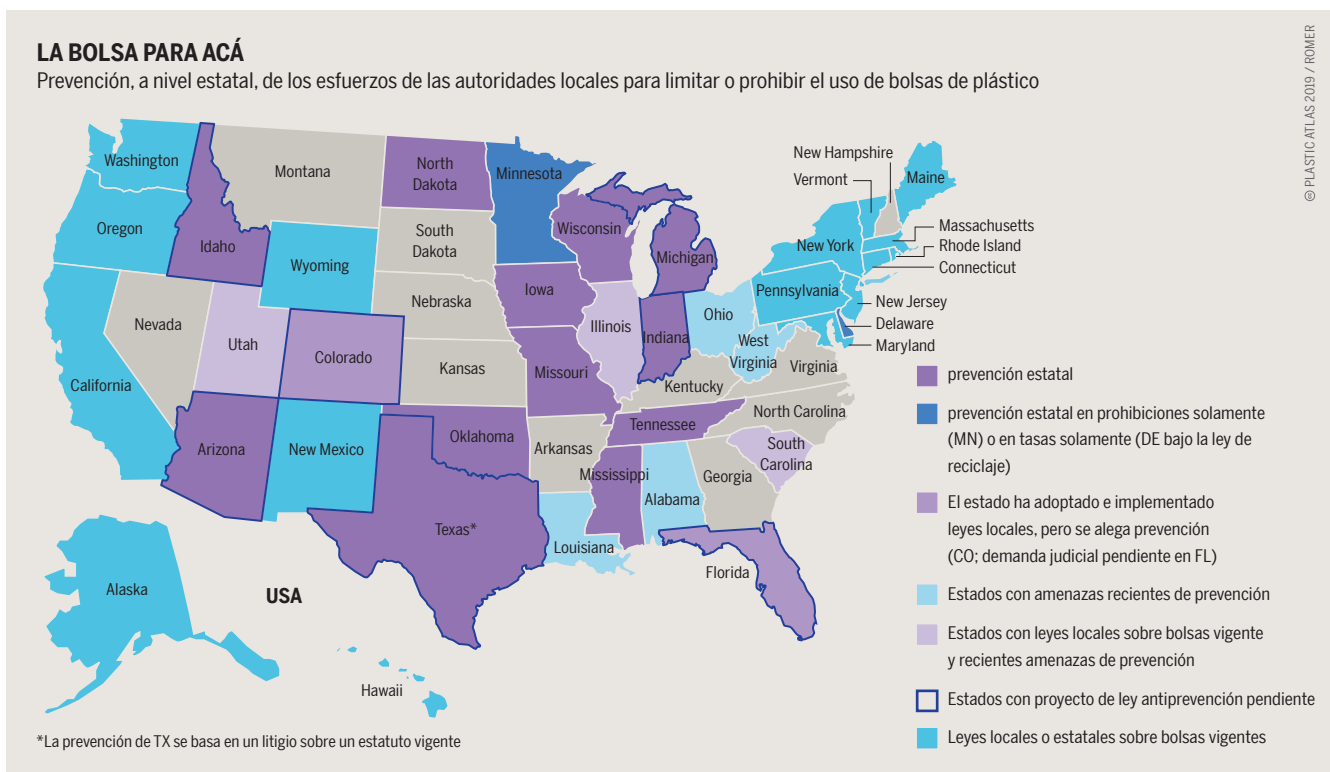 LA BOLSA PARA ACÁ
Prevención, a nivel estatal, de los esfuerzos de las autoridades locales para limitar o prohibir el uso de bolsas de plástico
PLASTIC ATLAS 2019 / ROMER
Washington
Montana
North
Dakota
Minnesota
New Hampshire
Vermont
Maine
Oregon
Idaho
Wyoming
South
Dakota
Wisconsin
Michigan
New York
Massachusetts
Rhode Island
Connecticut
Nevada
Utah
Colorado
Nebraska
Kansas
Iowa
Illinois
Missouri
Indiana
Ohio
West
Virginia
Pennsylvania
New Jersey
Delaware
Maryland
Virginia
Kentucky
California
Arizona
New Mexico
Oklahoma
Arkansas
Tennessee
North Carolina
South
Carolina
Mississippi
Alabama
Georgia
Texas*
Louisiana
Florida
Alaska
USA
Hawaii
prevención estatal
prevención estatal en prohibiciones solamente
(MN) o en tasas solamente (DE bajo la ley de
reciclaje)
El estado ha adoptado e implementado
leyes locales, pero se alega prevención
(CO; demanda judicial pendiente en FL)
Estados con amenazas recientes de prevención
Estados con leyes locales sobre bolsas vigente
y recientes amenazas de prevención
Estados con proyecto de ley antiprevención pendiente
Leyes locales o estatales sobre bolsas vigentes
*La prevención de TX se basa en un litigio sobre un estatuto vigente